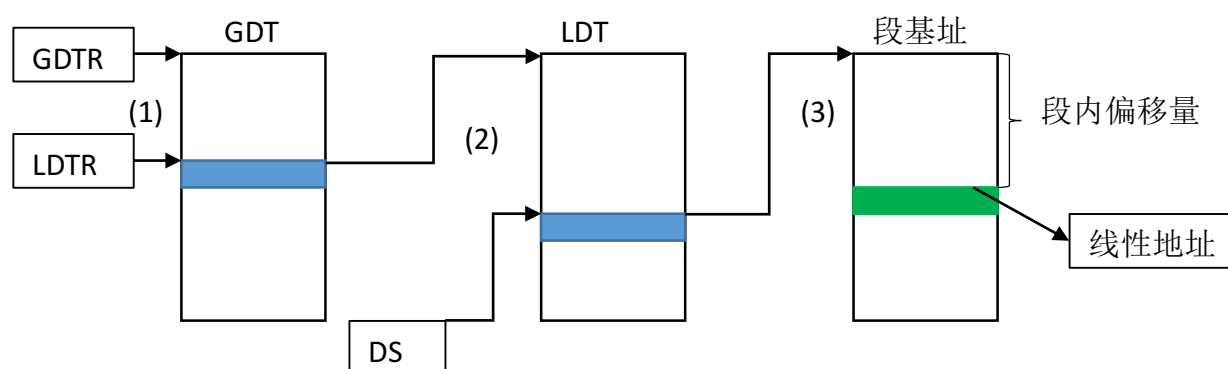 GDT
LDT
段基址
GDTR
(1)
(2)
(3)
段内偏移量
LDTR
线性地址
DS